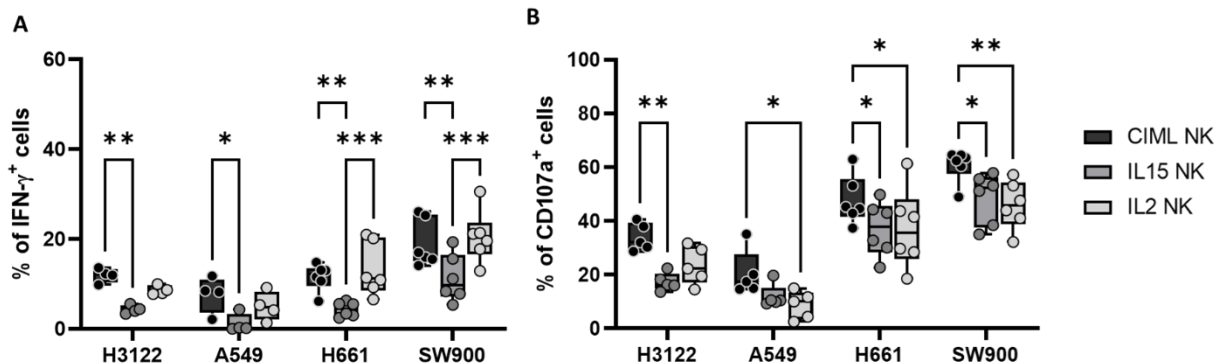 A
% of IFN-γ+ cells
60
40
20
0
** * ** *** ** ***
H3122 A549 H661 SW900
B
% of CD107a+ cells
100
80
60
40
20
0
** * * * ** *
H3122 A549 H661 SW900
CIML NK
IL15 NK
IL2 NK